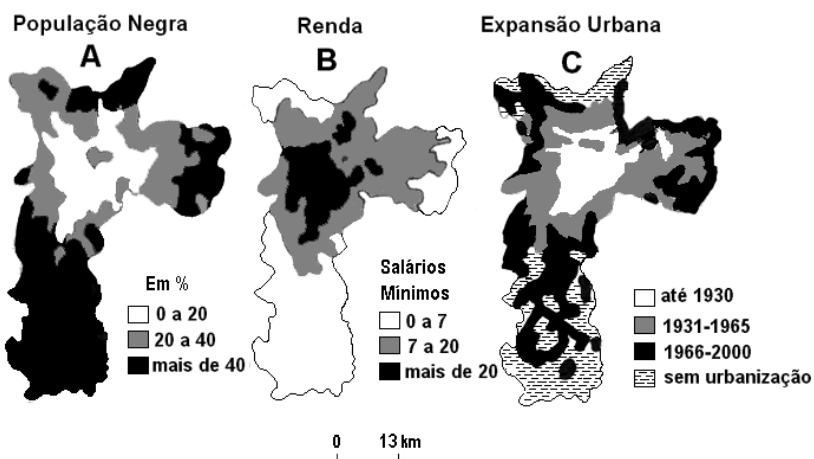 População Negra
A
Em %
0 a 20
20 a 40
mais de 40
Renda
B
Salários
Mínimos
0 a 7
7 a 20
mais de 20
Expansão Urbana
C
até 1930
1931-1965
1966-2000
sem urbanização
0 13 km